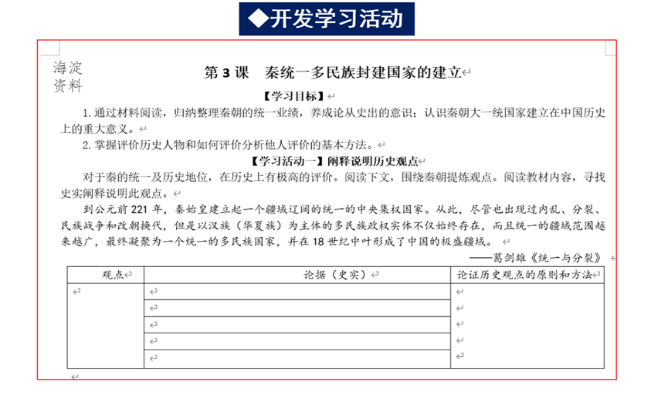 ◆开发学习活动
海淀
资料
第 3 课 秦统一多民族封建国家的建立
【学习目标】
1. 通过材料阅读，归纳整理秦朝的统一业绩，养成论从史出的意识；认识秦朝大一统国家建立在中国历史
上的重大意义。
2. 掌握评价历史人物和如何评价分析他人评价的基本方法。
【学习活动一】阐释说明历史观点
对于秦的统一及历史地位，在历史上有极高的评价。阅读下文，围绕秦朝提炼观点。阅读教材内容，寻找
史实阐释说明此观点。
到公元前 221 年，秦始皇建立起一个疆域辽阔的统一的中央集权国家。从此，尽管也出现过内乱、分裂、
民族战争和改朝换代，但是以汉族（华夏族）为主体的多民族政权实体不仅始终存在，而且统一的疆域范围越
来越广，最终凝聚为一个统一的多民族国家，并在 18 世纪中叶形成了中国的极盛疆域。
——葛剑雄《统一与分裂》
观点 论据（史实） 论证历史观点的原则和方法